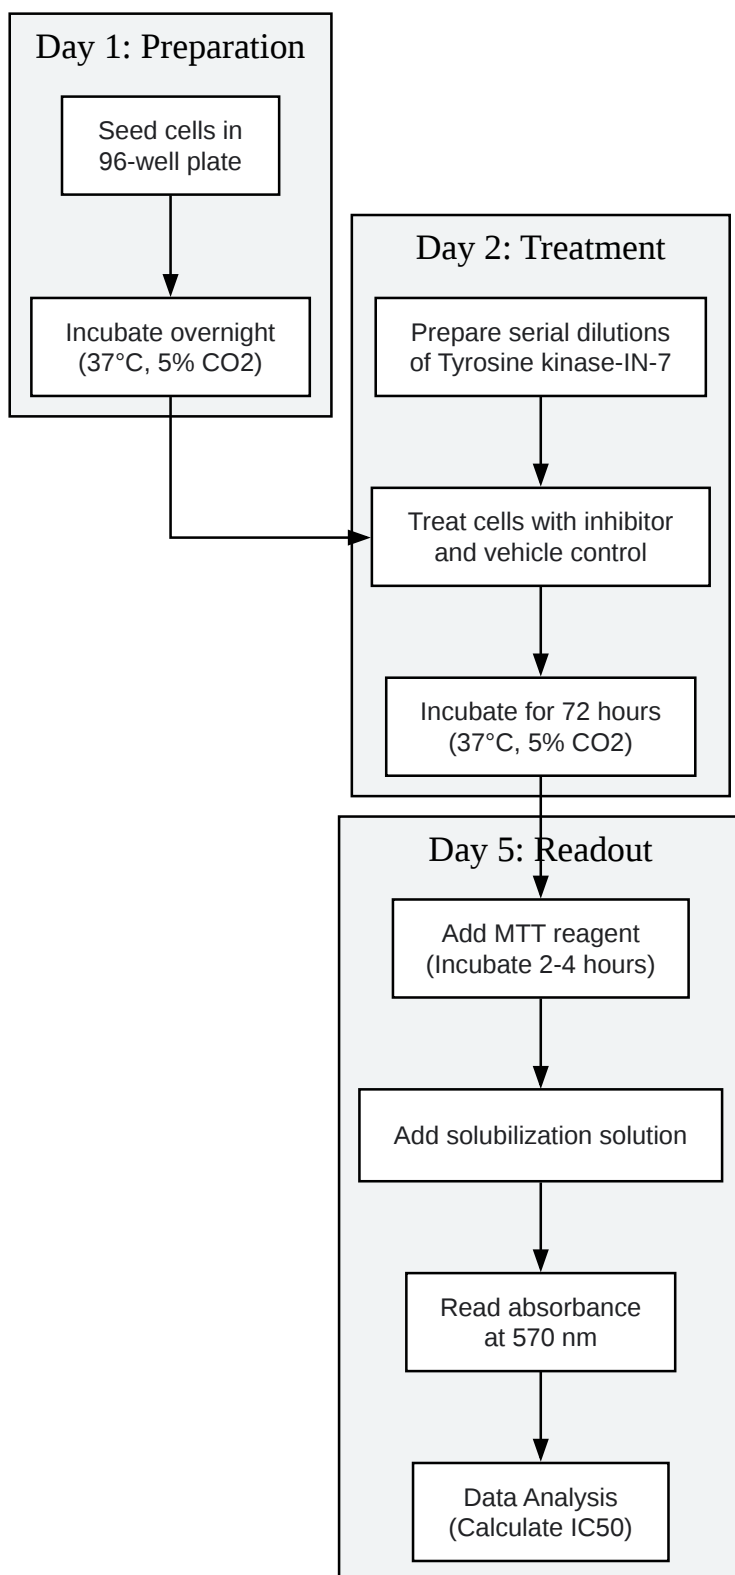 Day 1: Preparation
Seed cells in
96-well plate
Incubate overnight
(37°C, 5% CO2)
Day 2: Treatment
Prepare serial dilutions
of Tyrosine kinase-IN-7
Treat cells with inhibitor
and vehicle control
Incubate for 72 hours
(37°C, 5% CO2)
Day 5: Readout
Add MTT reagent
(Incubate 2-4 hours)
Add solubilization solution
Read absorbance
at 570 nm
Data Analysis
(Calculate IC50)